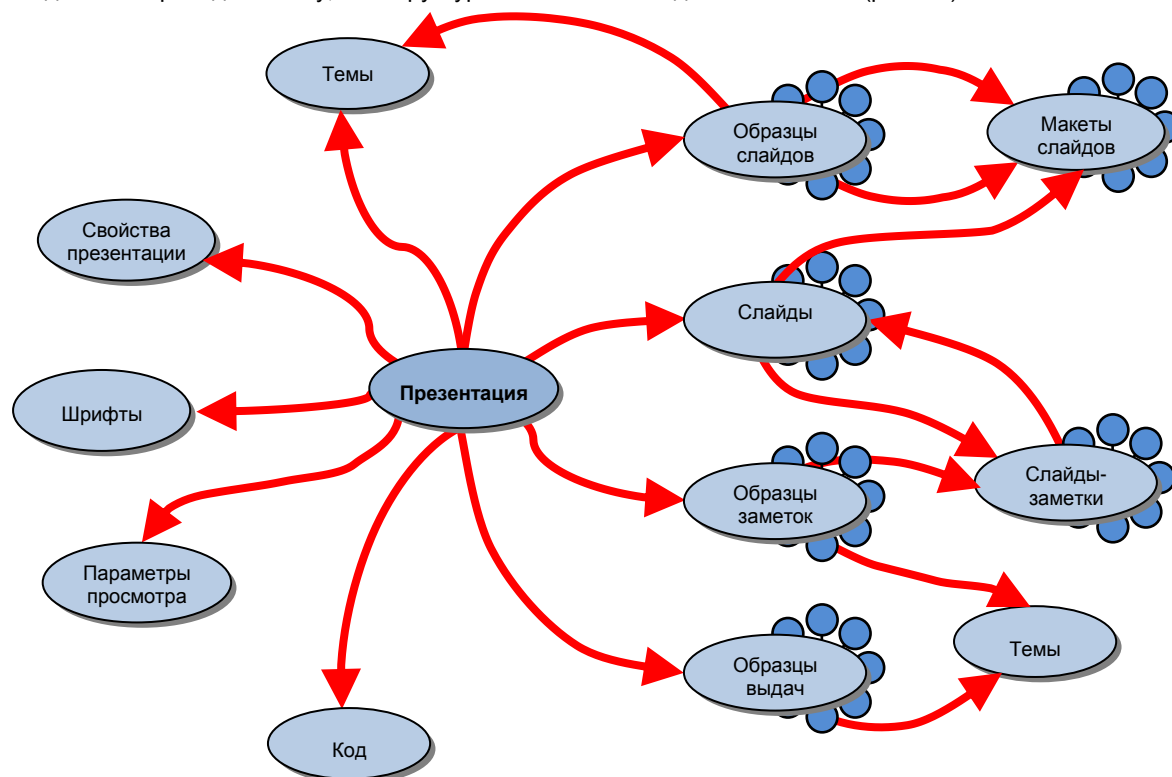 Темы
Образцы
слайдов
Макеты
слайдов
Свойства
презентации
Слайды
Презентация
Шрифты
Образцы
заметок
Слайды-
заметки
Параметры
просмотра
Образцы
выдач
Темы
Код